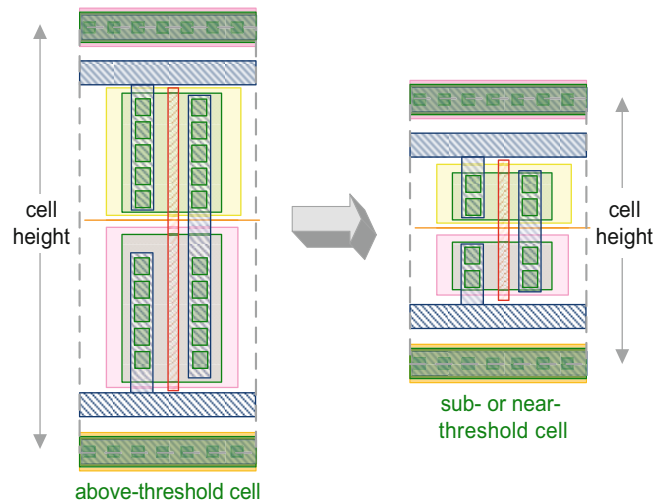 cell
height
above-threshold cell
cell
height
sub- or near-
threshold cell